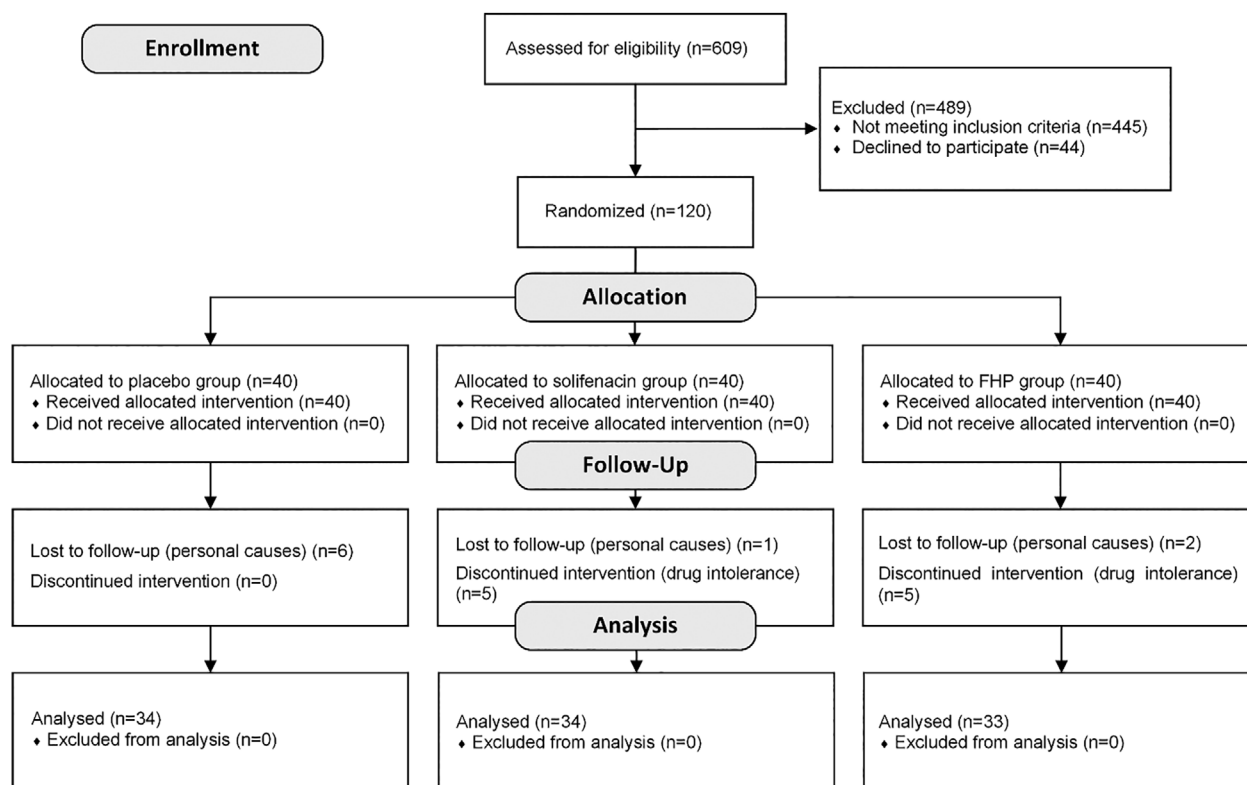 Enrollment
Assessed for eligibility (n=609)
Excluded (n=489)
♦ Not meeting inclusion criteria (n=445)
♦ Declined to participate (n=44)
Randomized (n=120)
Allocation
Allocated to placebo group (n=40)
♦ Received allocated intervention (n=40)
♦ Did not receive allocated intervention (n=0)
Allocated to solifenacin group (n=40)
♦ Received allocated intervention (n=40)
♦ Did not receive allocated intervention (n=0)
Allocated to FHP group (n=40)
♦ Received allocated intervention (n=40)
♦ Did not receive allocated intervention (n=0)
Follow-Up
Lost to follow-up (personal causes) (n=6)
Discontinued intervention (n=0)
Lost to follow-up (personal causes) (n=1)
Discontinued intervention (drug intolerance)
(n=5)
Lost to follow-up (personal causes) (n=2)
Discontinued intervention (drug intolerance)
(n=5)
Analysis
Analysed (n=34)
♦ Excluded from analysis (n=0)
Analysed (n=34)
♦ Excluded from analysis (n=0)
Analysed (n=33)
♦ Excluded from analysis (n=0)